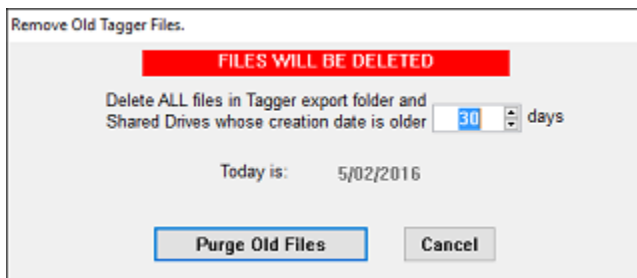 Remove Old Tagger Files.
FILES WILL BE DELETED
Delete ALL files in Tagger export folder and
Shared Drives whose creation date is older 30 days
Today is: 5/02/2016
Purge Old Files Cancel